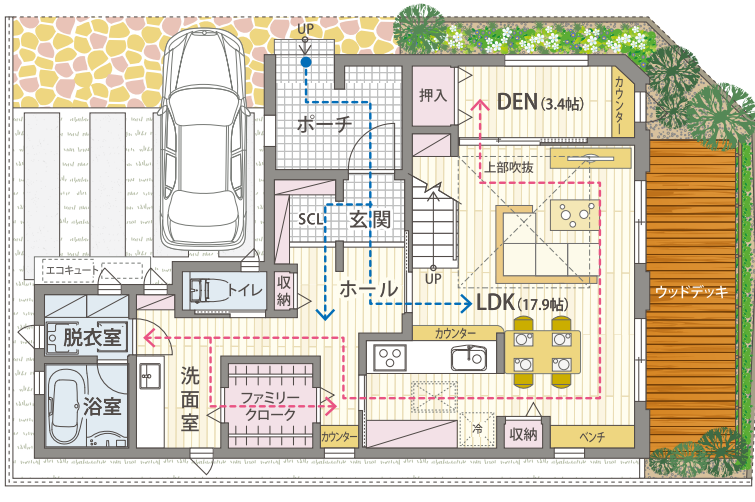 UP
ポーチ
押入
DEN(3.4帖)
カウンター
上部吹抜
SCL
玄関
UP
エコキュート
トイレ
収納
ホール
LDK(17.9帖)
ウッドデッキ
脱衣室
カウンター
洗面室
浴室
ファミリー
クローク
カウンター
冷
収納
ベンチ